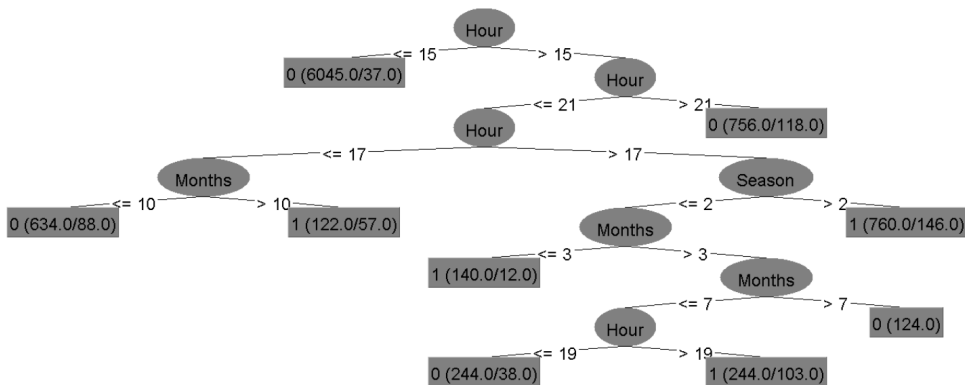 Hour
<= 15 > 15
0 (6045.0/37.0) Hour
<= 21 > 21
Hour 0 (756.0/118.0)
<= 17 > 17
Months Season
<= 10 > 10 <= 2 > 2
0 (634.0/88.0) 1 (122.0/57.0) Months 1 (760.0/146.0)
<= 3 > 3
1 (140.0/12.0) Months
<= 7 > 7
Hour 0 (124.0)
<= 19 > 19
0 (244.0/38.0) 1 (244.0/103.0)